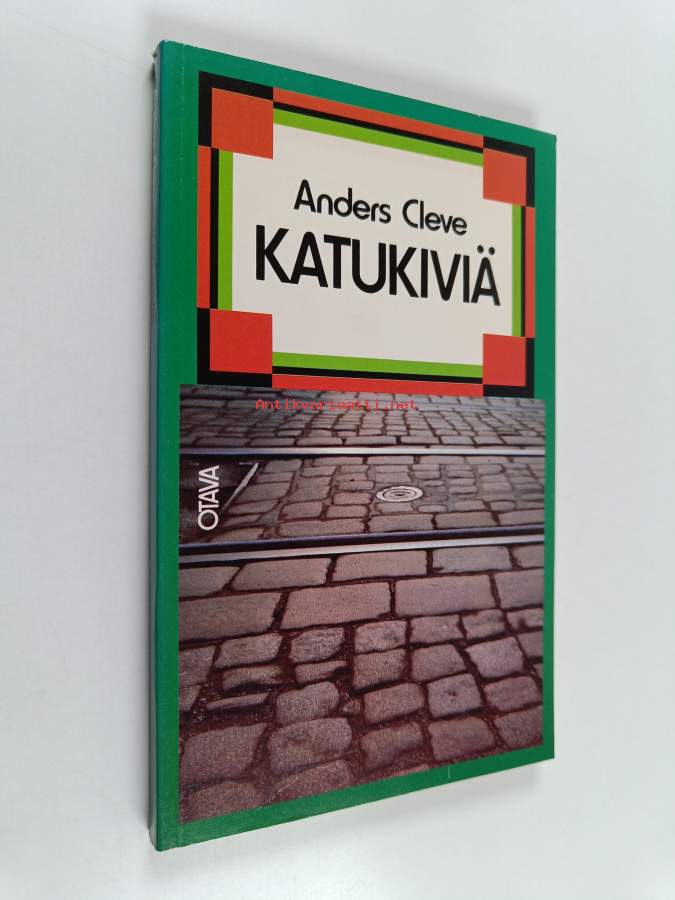 Anders Cleve
KATUKIVIÄ
Antikvariaatti.net
OTAVA